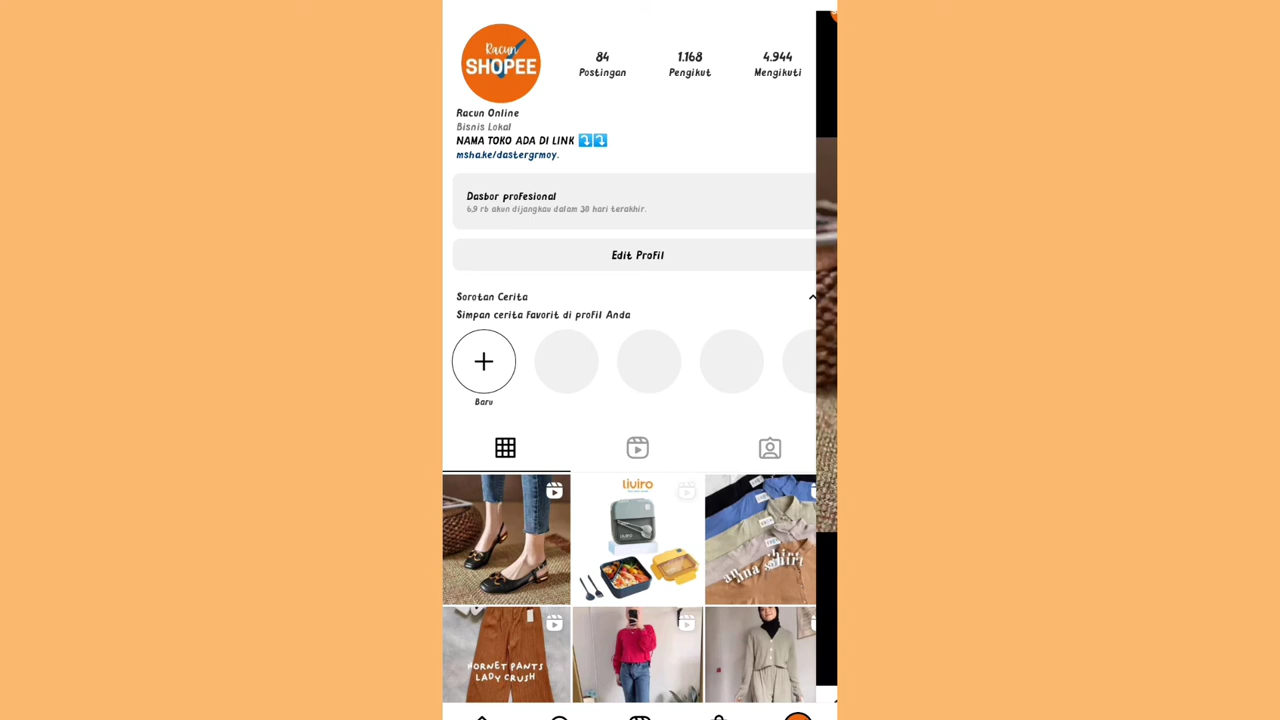 Racun
SHOPEE
84
Postingan
1.168
Pengikut
4.944
Mengikuti
Racun Online
Bisnis Lokal
NAMA TOKO ADA DI LINK ⤵️⤵️
msha.ke/dastergrmoy.
Dasbor profesional
6,9 rb akun dijangkau dalam 30 hari terakhir.
Edit Profil
Sorotan Cerita
Simpan cerita favorit di profil Anda
Baru
liviro
HORNET PANTS
LADY CRUSH